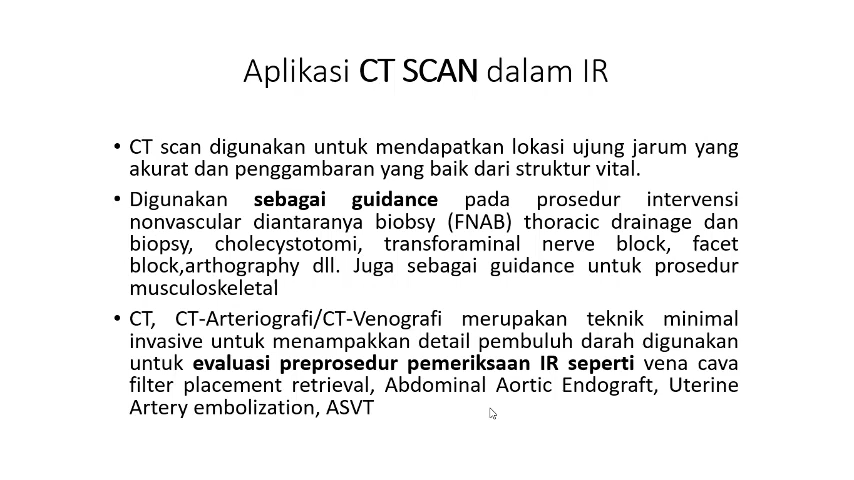 Aplikasi CT SCAN dalam IR
• CT scan digunakan untuk mendapatkan lokasi ujung jarum yang
akurat dan penggambaran yang baik dari struktur vital.
• Digunakan sebagai guidance pada prosedur intervensi
nonvascular diantaranya biobsy (FNAB) thoracic drainage dan
biopsy, cholecystotomi, transforaminal nerve block, facet
block,arthography dll. Juga sebagai guidance untuk prosedur
musculoskeletal
• CT, CT-Arteriografi/CT-Venografi merupakan teknik minimal
invasive untuk menampakkan detail pembuluh darah digunakan
untuk evaluasi preprosedur pemeriksaan IR seperti vena cava
filter placement retrieval, Abdominal Aortic Endograft, Uterine
Artery embolization, ASVT